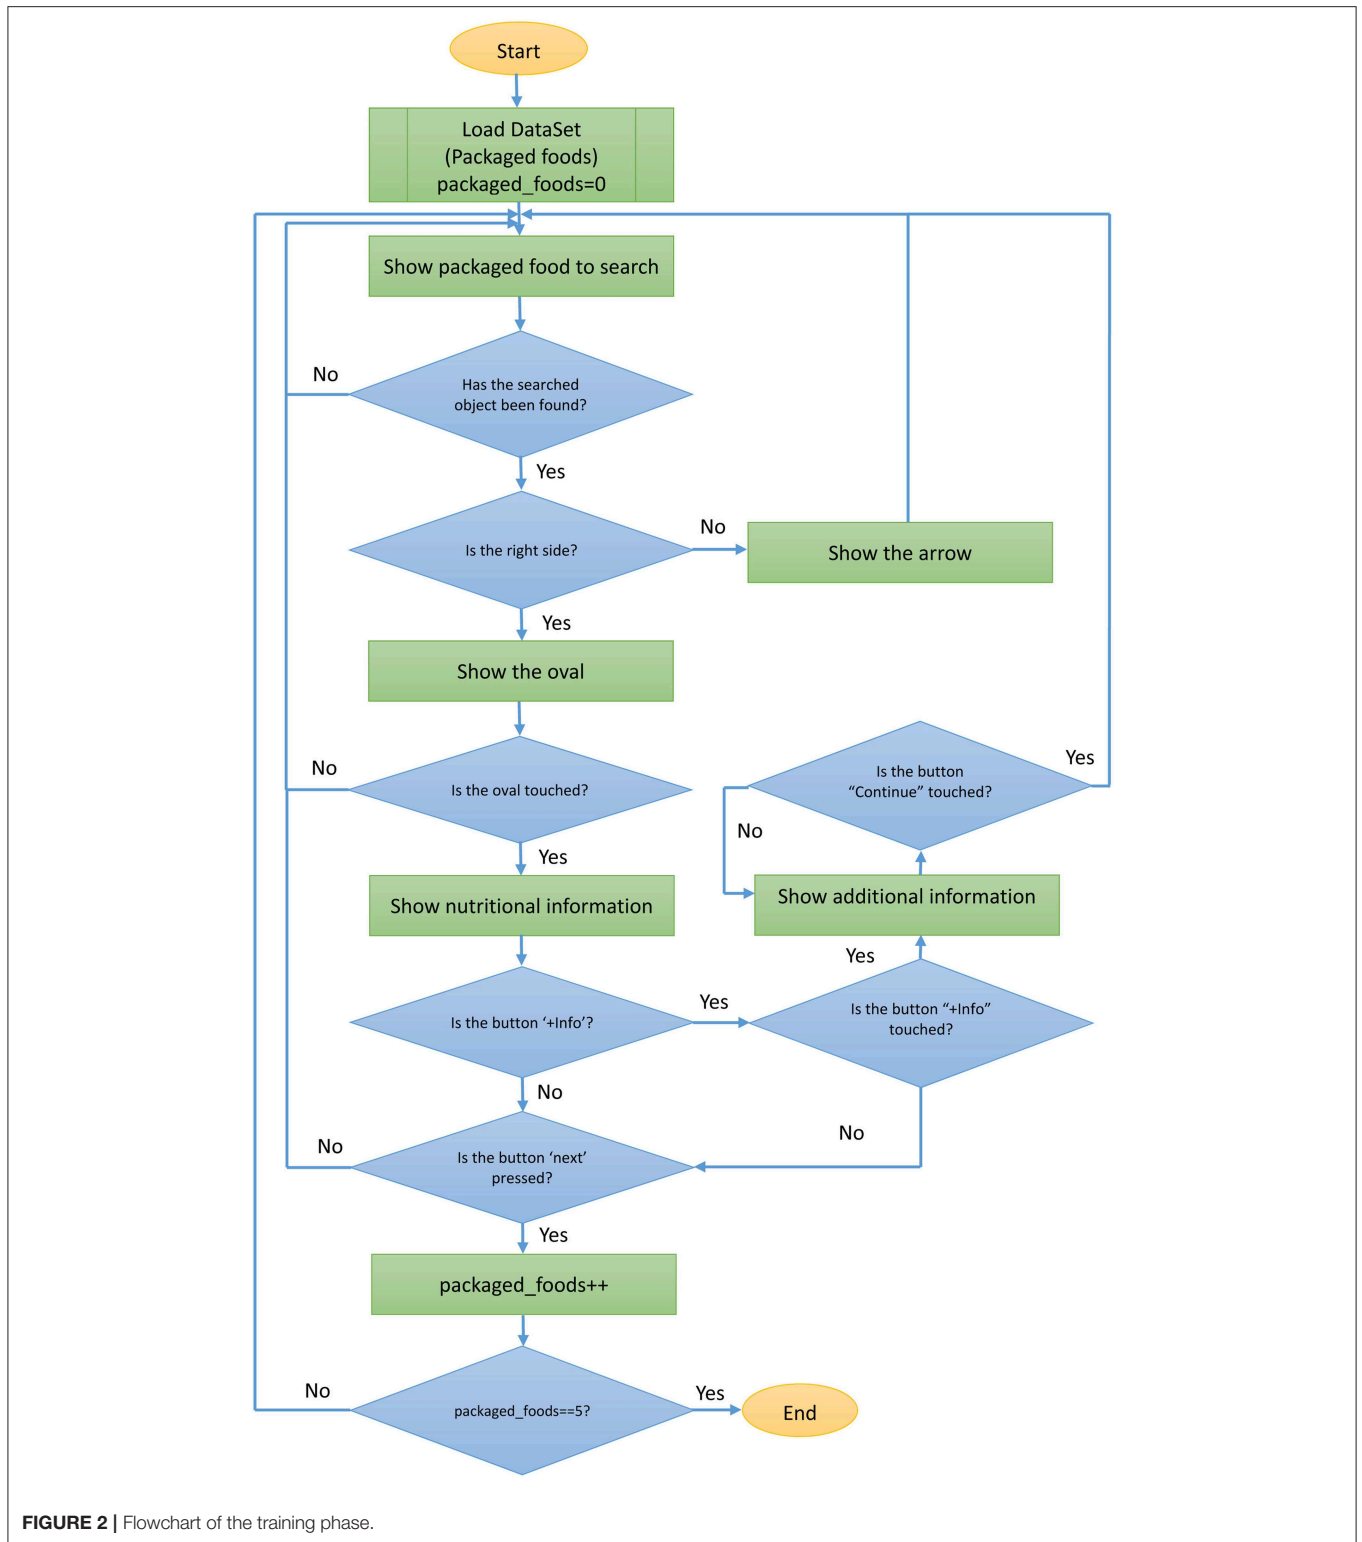 Start
Load DataSet
(Packaged foods)
packaged_foods=0
Show packaged food to search
No
Has the searched
object been found?
Yes
Is the right side?
No
Show the arrow
Yes
Show the oval
No
Is the oval touched?
Yes
Is the button
“Continue” touched?
Yes
No
Show nutritional information
Show additional information
Yes
Is the button ‘+Info’?
Yes
Is the button “+Info”
touched?
No
No
No
Is the button ‘next’
pressed?
Yes
packaged_foods++
No
packaged_foods==5?
Yes
End
FIGURE 2 | Flowchart of the training phase.